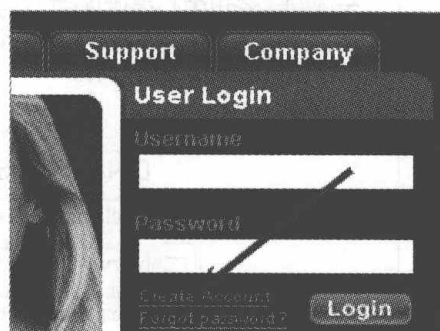 Support Company
User Login
Username
Password
Create Account
Forgot password?
Login